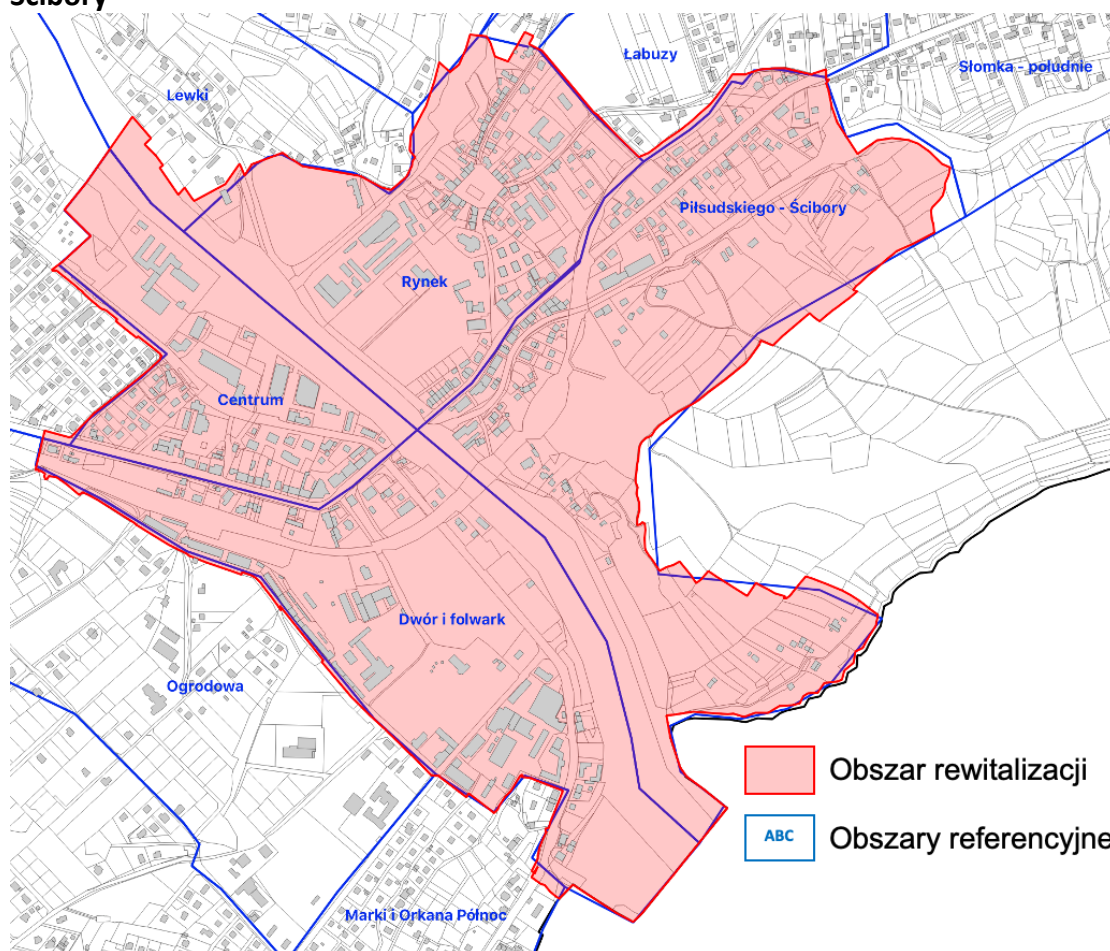 Ścibory
Łabuzy
Słomka - południe
Lewki
Piłsudskiego - Ścibory
Rynek
Centrum
Dwór i folwark
Ogrodowa
Obszar rewitalizacji
ABC Obszary referencyjne
Marki i Orkana Północ